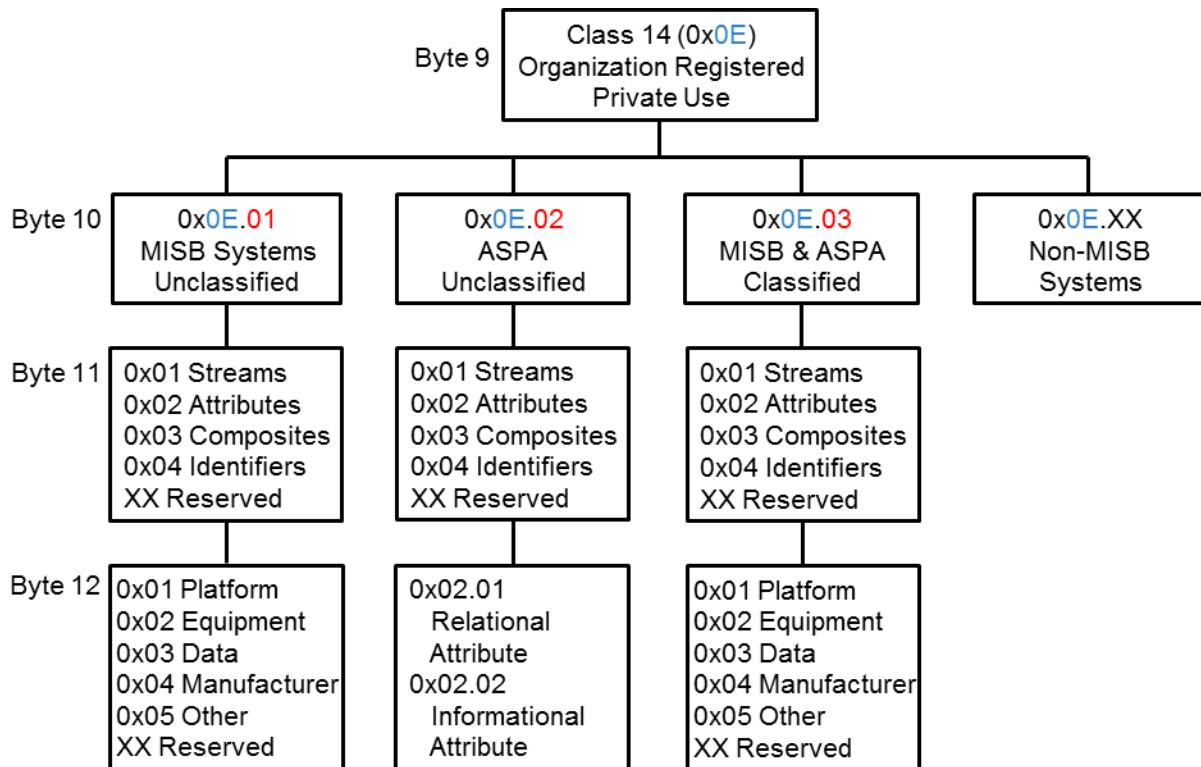 Byte 9
Class 14 (0x0E)
Organization Registered
Private Use
Byte 10
0x0E.01
MISB Systems
Unclassified
0x0E.02
ASPA
Unclassified
0x0E.03
MISB & ASPA
Classified
0x0E.XX
Non-MISB
Systems
Byte 11
0x01 Streams
0x02 Attributes
0x03 Composites
0x04 Identifiers
XX Reserved
0x01 Streams
0x02 Attributes
0x03 Composites
0x04 Identifiers
XX Reserved
0x01 Streams
0x02 Attributes
0x03 Composites
0x04 Identifiers
XX Reserved
Byte 12
0x01 Platform
0x02 Equipment
0x03 Data
0x04 Manufacturer
0x05 Other
XX Reserved
0x02.01
Relational
Attribute
0x02.02
Informational
Attribute
0x01 Platform
0x02 Equipment
0x03 Data
0x04 Manufacturer
0x05 Other
XX Reserved